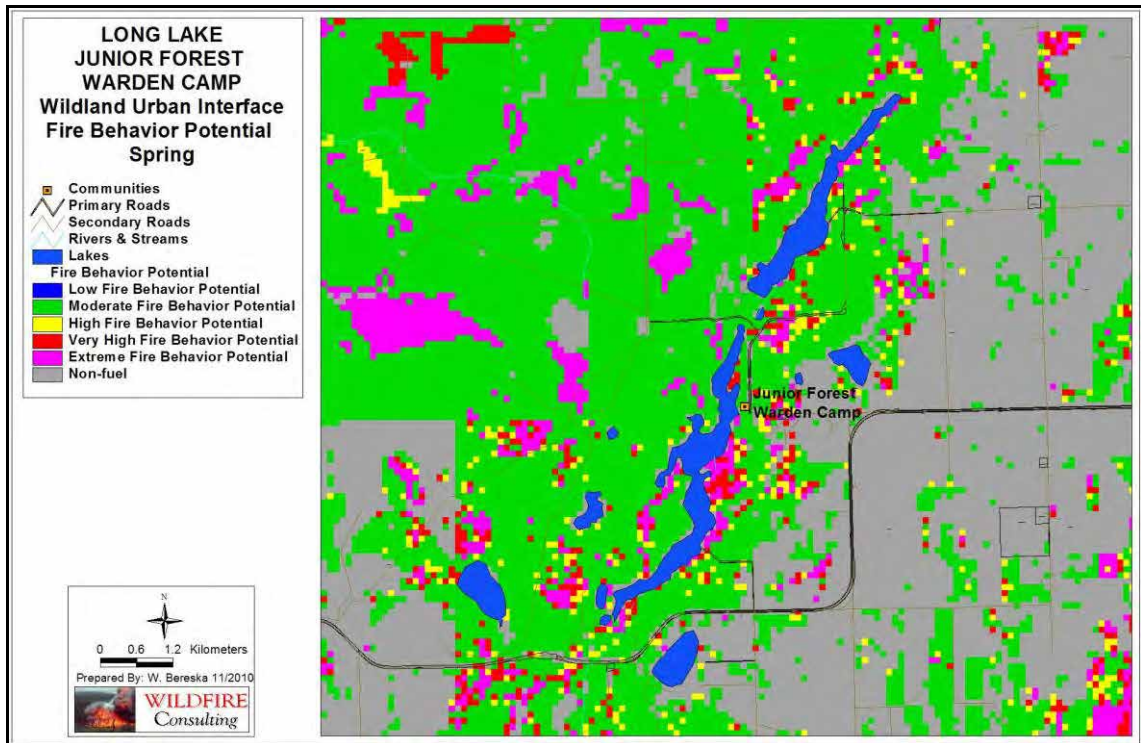 LONG LAKE
JUNIOR FOREST
WARDEN CAMP
Wildland Urban Interface
Fire Behavior Potential
Spring
Communities
Primary Roads
Secondary Roads
Rivers & Streams
Lakes
Fire Behavior Potential
Low Fire Behavior Potential
Moderate Fire Behavior Potential
High Fire Behavior Potential
Very High Fire Behavior Potential
Extreme Fire Behavior Potential
Non-fuel
Junior Forest
Warden Camp
N
0 0.6 1.2 Kilometers
Prepared By: W. Bereska 11/2010
WILDFIRE
Consulting